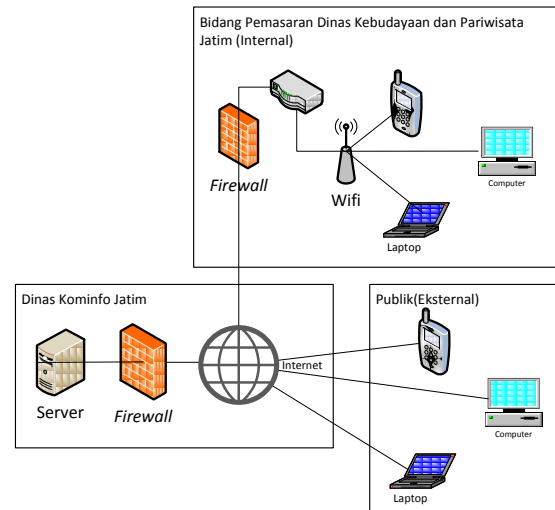 Bidang Pemasaran Dinas Kebudayaan dan Pariwisata
Jatim (Internal)
Firewall
Wifi
Computer
Laptop
Dinas Kominfo Jatim
Server
Firewall
Internet
Publik(Eksternal)
Computer
Laptop